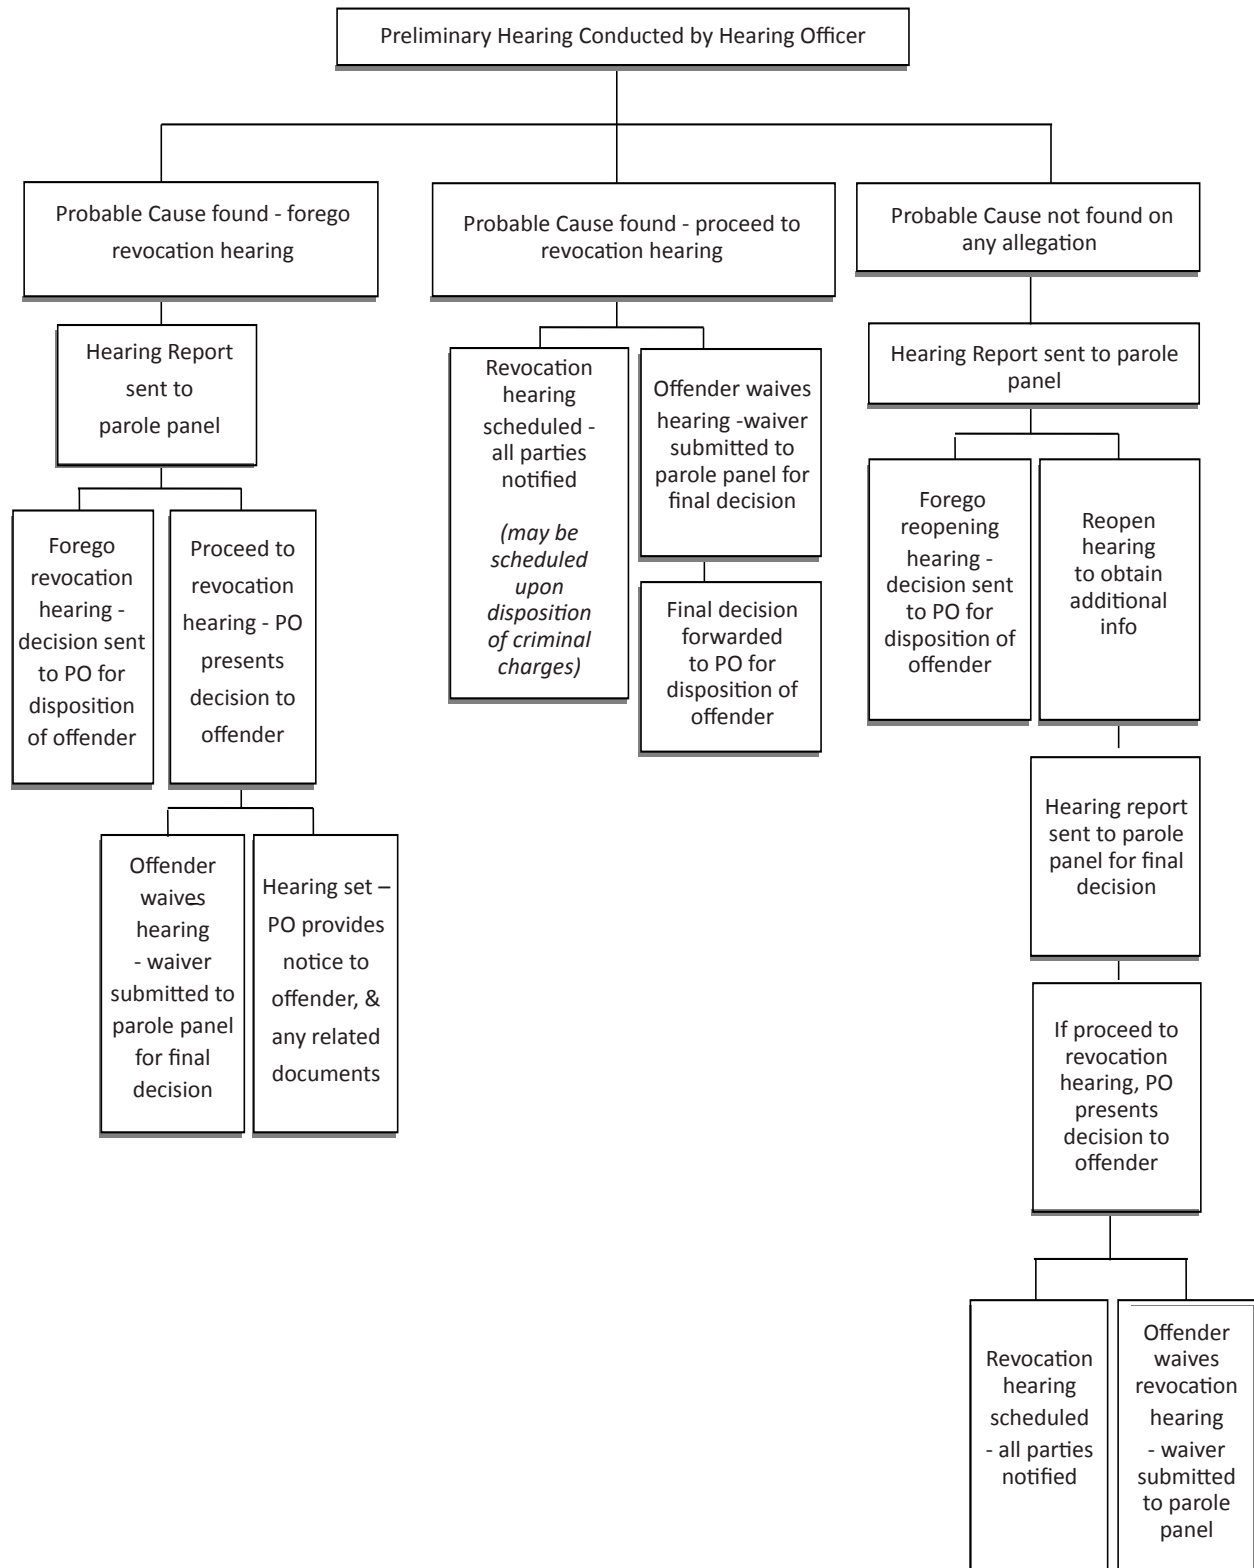 Preliminary Hearing Conducted by Hearing Officer
Probable Cause found - forego
revocation hearing
Probable Cause found - proceed to
revocation hearing
Probable Cause not found on
any allegation
Hearing Report
sent to
parole panel
Revocation
hearing
scheduled -
all parties
notified
(may be
scheduled
upon
disposition
of criminal
charges)
Offender waives
hearing -waiver
submitted to
parole panel for
final decision
Hearing Report sent to parole
panel
Forego
revocation
hearing -
decision sent
to PO for
disposition
of offender
Proceed to
revocation
hearing - PO
presents
decision to
offender
Final decision
forwarded
to PO for
disposition of
offender
Forego
reopening
hearing -
decision sent
to PO for
disposition of
offender
Reopen
hearing
to obtain
additional
info
Offender
waives
hearing
- waiver
submitted to
parole panel
for final
decision
Hearing set –
PO provides
notice to
offender, &
any related
documents
Hearing report
sent to parole
panel for final
decision
If proceed to
revocation
hearing, PO
presents
decision to
offender
Revocation
hearing
scheduled
- all parties
notified
Offender
waives
revocation
hearing
- waiver
submitted
to parole
panel